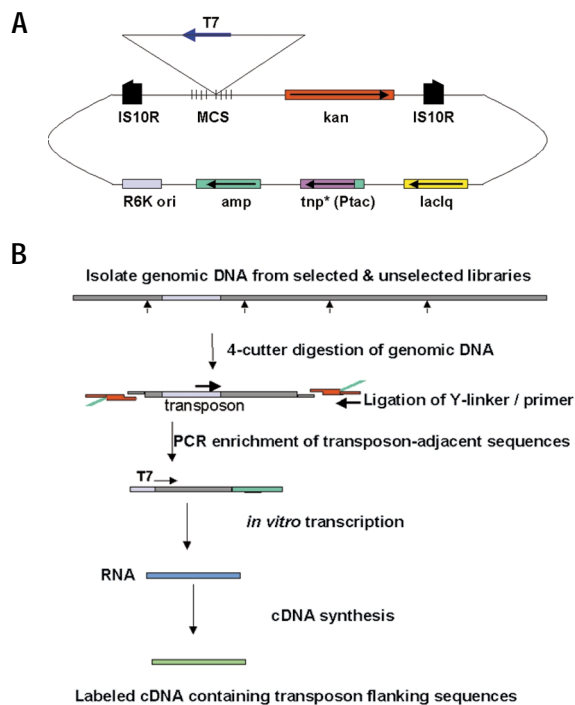 A
T7
IS10R MCS kan IS10R
R6K ori amp tnp* (Ptac) lacIq
B
Isolate genomic DNA from selected & unselected libraries
4-cutter digestion of genomic DNA
transposon
Ligation of Y-linker / primer
PCR enrichment of transposon-adjacent sequences
T7
in vitro transcription
RNA
cDNA synthesis
Labeled cDNA containing transposon flanking sequences